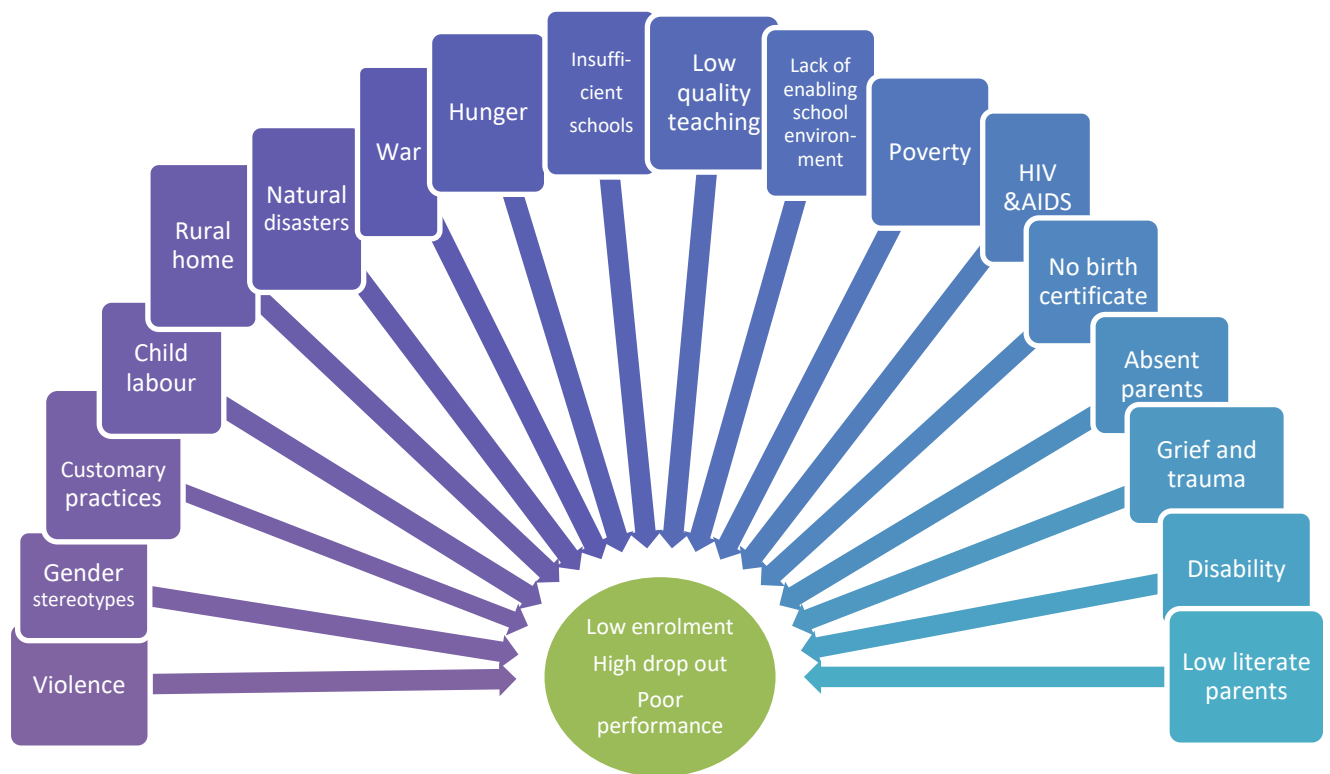 Violence
Gender
stereotypes
Customary
practices
Child
labour
Rural
home
Natural
disasters
War
Hunger
Insuffi-
cient
schools
Low
quality
teaching
Lack of
enabling
school
environ-
ment
Poverty
HIV
&AIDS
No birth
certificate
Absent
parents
Grief and
trauma
Disability
Low literate
parents
Low enrolment
High drop out
Poor
performance